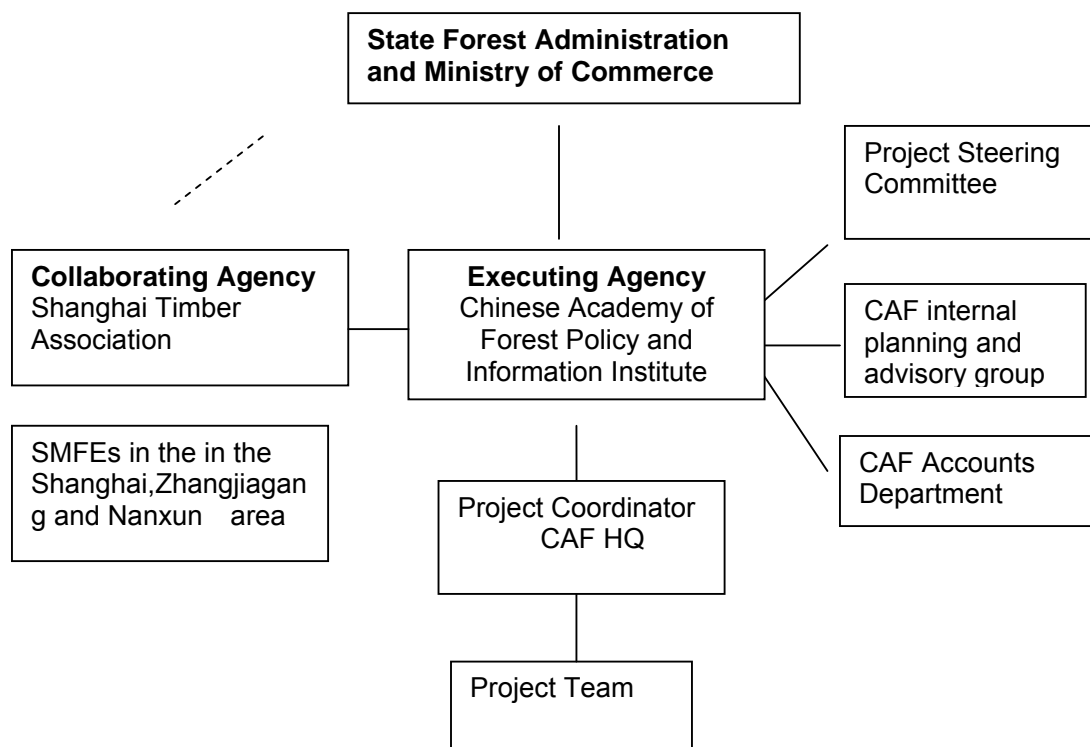 State Forest Administration
and Ministry of Commerce
Project Steering
Committee
Collaborating Agency
Shanghai Timber
Association
Executing Agency
Chinese Academy of
Forest Policy and
Information Institute
CAF internal
planning and
advisory group
SMFEs in the in the
Shanghai,Zhangjiagan
g and Nanxun area
CAF Accounts
Department
Project Coordinator
CAF HQ
Project Team